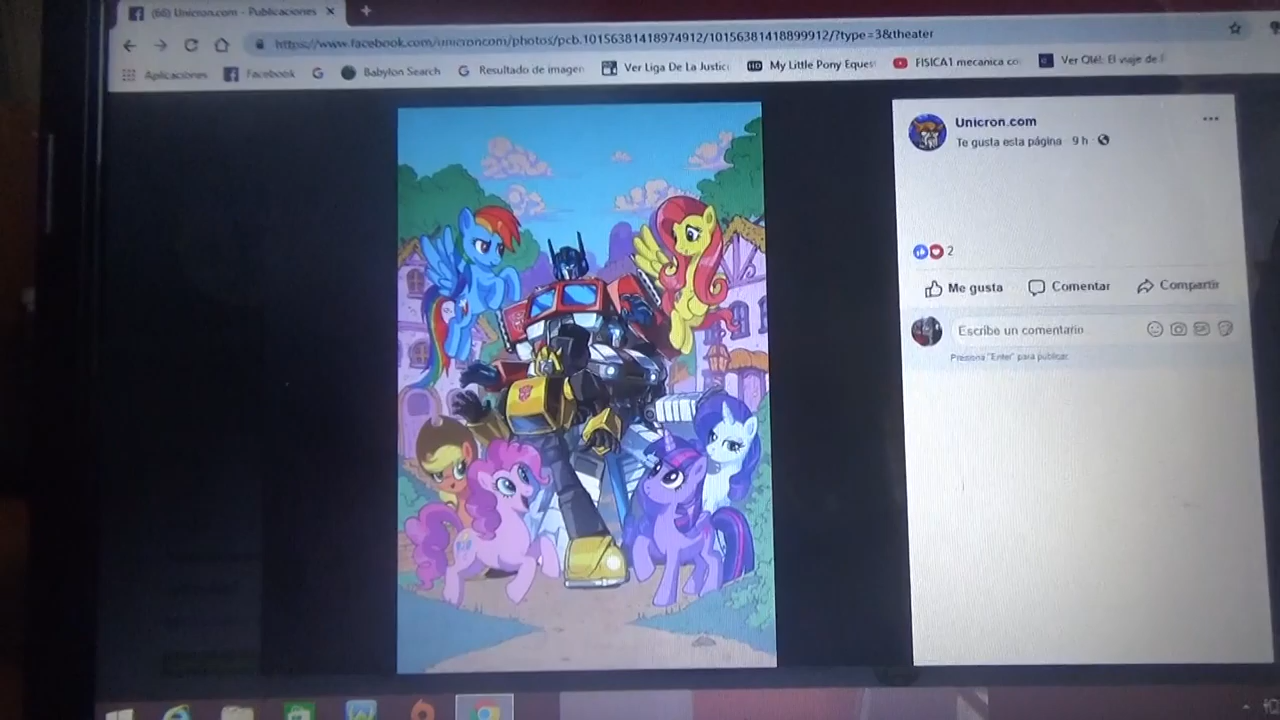 (66) Unicron.com - Publicaciones
https://www.facebook.com/unicroncom/photos/pcb.10156381418974912/10156381418899912/?type=3&theater
Aplicaciones
Facebook
Babylon Search
Resultado de imagen
Ver Liga De La Justic
My Little Pony Eques
FISICA1 mecanica co
Ver Olé!: El viaje de
Unicron.com
Te gusta esta página · 9 h
2
Me gusta
Comentar
Compartir
Escribe un comentario
Presiona "Enter" para publicar.